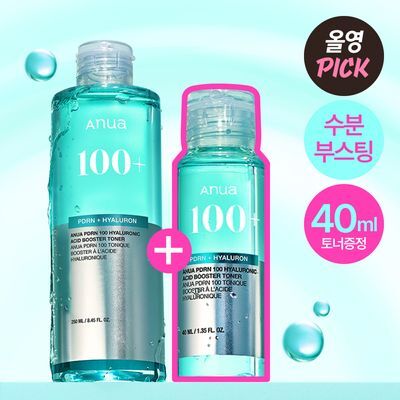 올영
PICK
수분
부스팅
40ml
토너증정
Anua
100+
PDRN + HYALURON
ANUA PDRN 100 HYALURONIC
ACID BOOSTER TONER
ANUA PDRN 100 TONIQUE
BOOSTER À L'ACIDE
HYALURONIQUE
250 ML / 8.45 FL. OZ.
+
Anua
100+
PDRN + HYALURON
ANUA PDRN 100 HYALURONIC
ACID BOOSTER TONER
ANUA PDRN 100 TONIQUE
BOOSTER À L'ACIDE
HYALURONIQUE
40 ML / 1.35 FL. OZ.